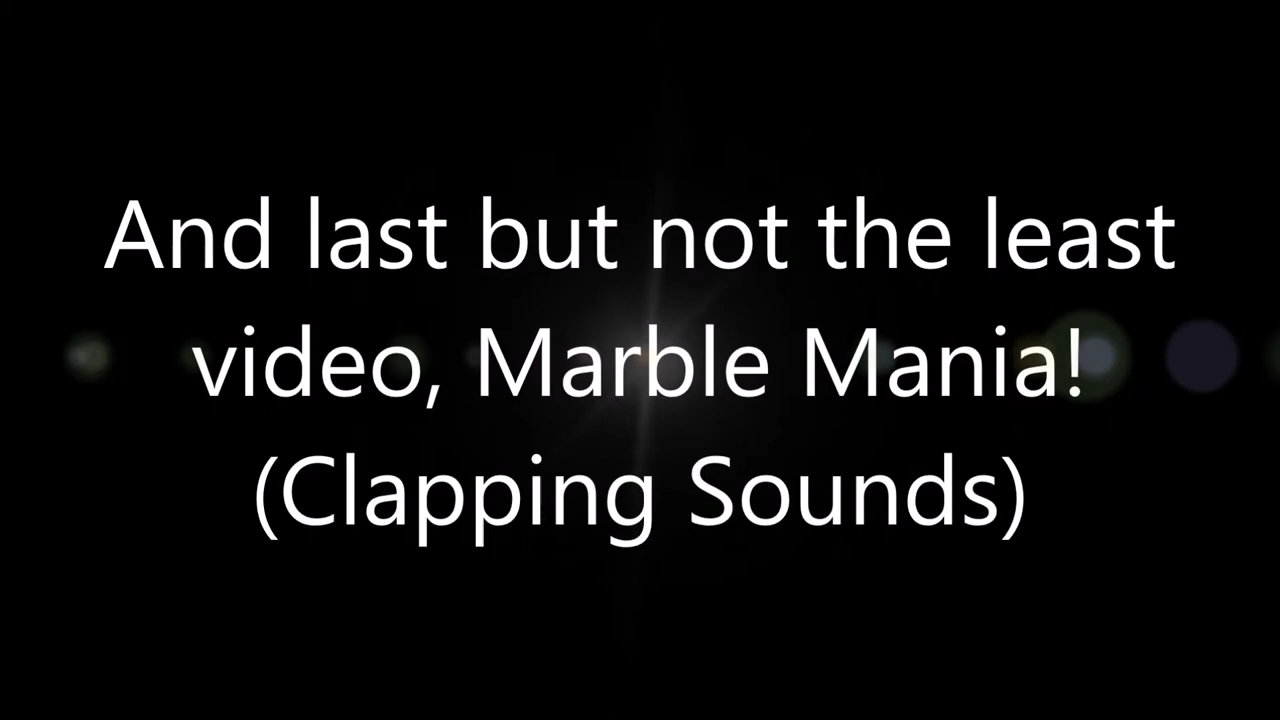 And last but not the least
video, Marble Mania!
(Clapping Sounds)